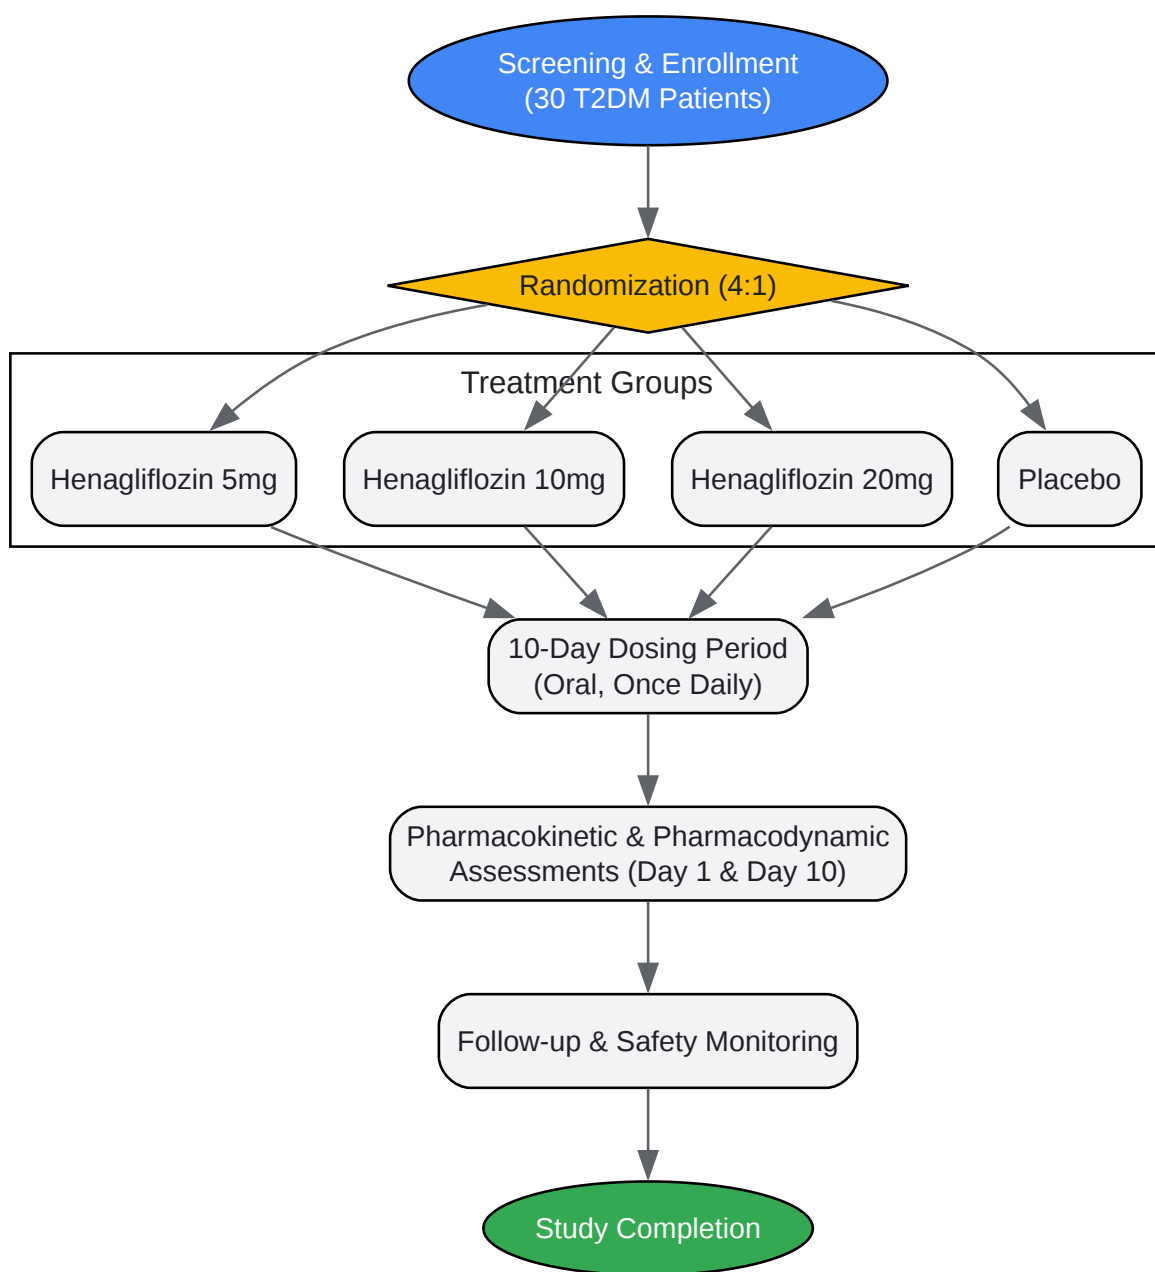 Screening & Enrollment
(30 T2DM Patients)
Randomization (4:1)
Treatment Groups
Henagliflozin 5mg
Henagliflozin 10mg
Henagliflozin 20mg
Placebo
10-Day Dosing Period
(Oral, Once Daily)
Pharmacokinetic & Pharmacodynamic
Assessments (Day 1 & Day 10)
Follow-up & Safety Monitoring
Study Completion